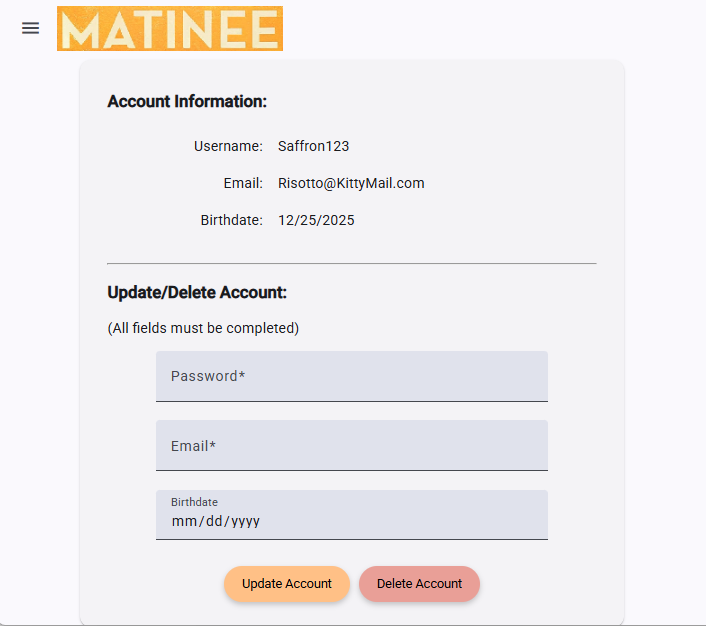 MATINEE
Account Information:
Username: Saffron123
Email: Risotto@KittyMail.com
Birthdate: 12/25/2025
Update/Delete Account:
(All fields must be completed)
Password*
Email*
Birthdate
mm/dd/yyyy
Update Account Delete Account